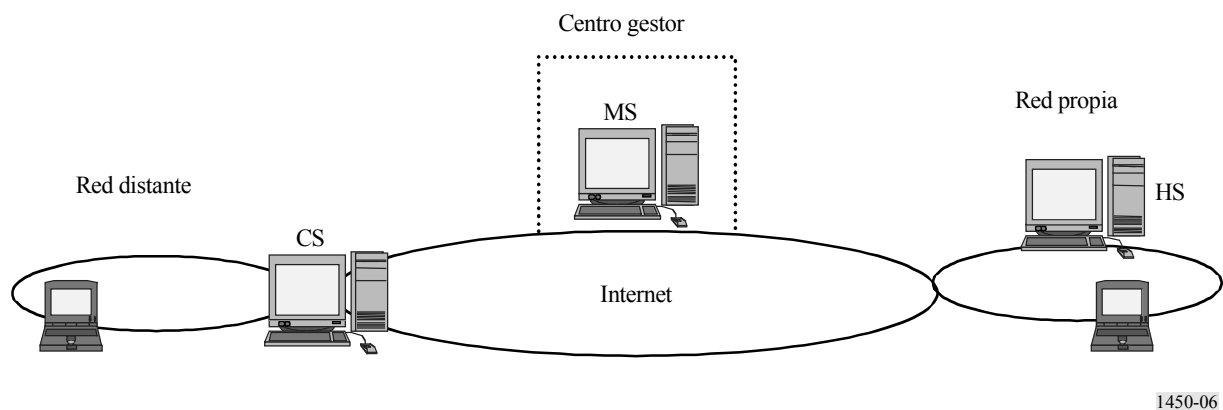 Centro gestor
MS
Red propia
Red distante
HS
CS
Internet
1450-06